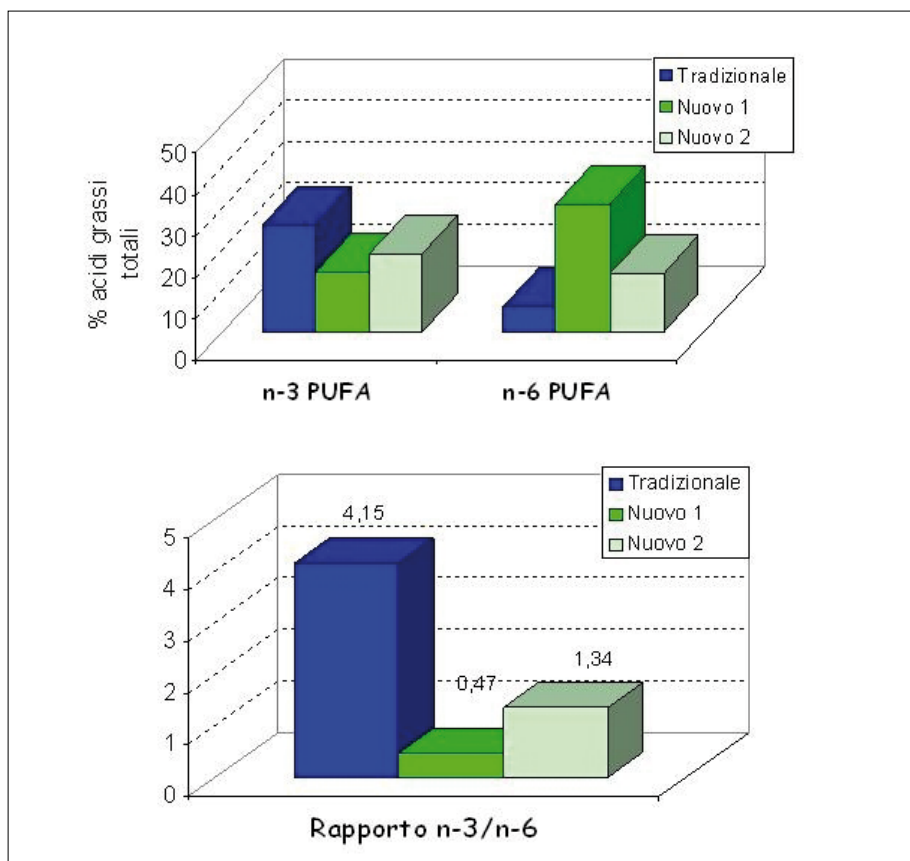 Tradizionale
Nuovo 1
Nuovo 2
50
40
30
20
10
0
% acidi grassi
totali
n-3 PUFA
n-6 PUFA
Tradizionale
Nuovo 1
Nuovo 2
4,15
0,47
1,34
5
4
3
2
1
0
Rapporto n-3/n-6